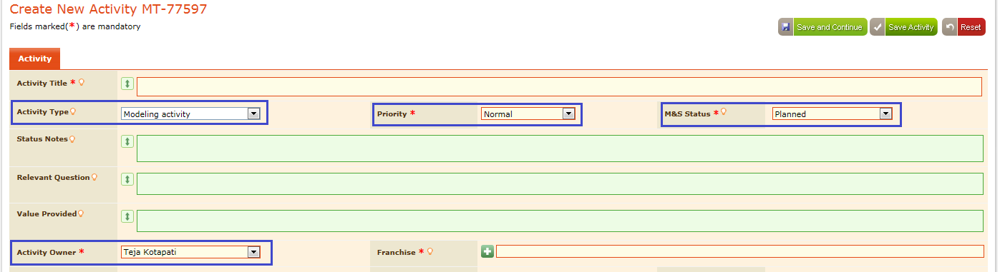 Create New Activity MT-77597
Fields marked(*) are mandatory
Save and Continue Save Activity Reset
Activity
Activity Title *
Activity Type Modeling activity Priority * Normal M&S Status * Planned
Status Notes
Relevant Question
Value Provided
Activity Owner * Teja Kotapati Franchise *